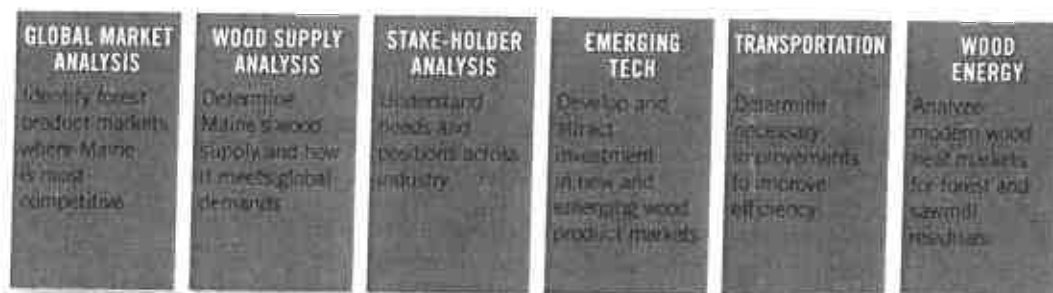 GLOBAL MARKET
ANALYSIS
Identify forest
product markets
where Maine
is most
competitive
WOOD SUPPLY
ANALYSIS
Determine
Maine's wood
supply and how
it meets global
demands
STAKE-HOLDER
ANALYSIS
Understand
needs and
positions across
industry
EMERGING
TECH
Develop and
attract
investment
in new and
emerging wood
product markets
TRANSPORTATION
Determine
necessary
improvements
to improve
efficiency
WOOD
ENERGY
Analyze
modern wood
heat markets
for forest and
sawmill
residuals